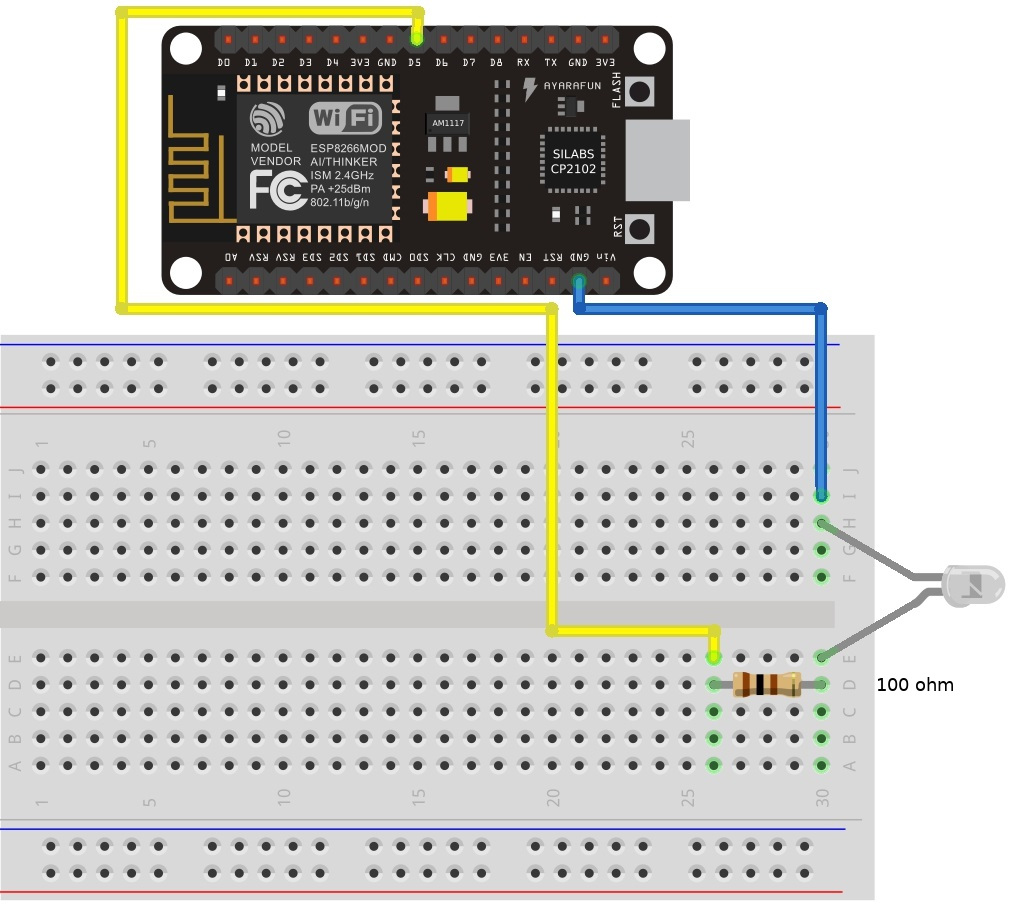 D0 D1 D2 D3 D4 3V3 GND D5 D6 D7 D8 RX TX GND 3V3
AYARAFUN
FLASH
WiFi
AM1117
MODEL
VENDOR
ESP8266MOD
AI/THINKER
ISM 2.4GHz
PA +25dBm
802.11b/g/n
FC
SILABS
CP2102
RST
A0 RSV RSV SD3 SD2 SD1 CMD SD0 CLK GND 3V3 EN RST GND Vin
1 5 10 15 25
J J
I I
H H
G G
F F
E E
D D
100 ohm
C C
B B
A A
1 5 10 15 20 25 30